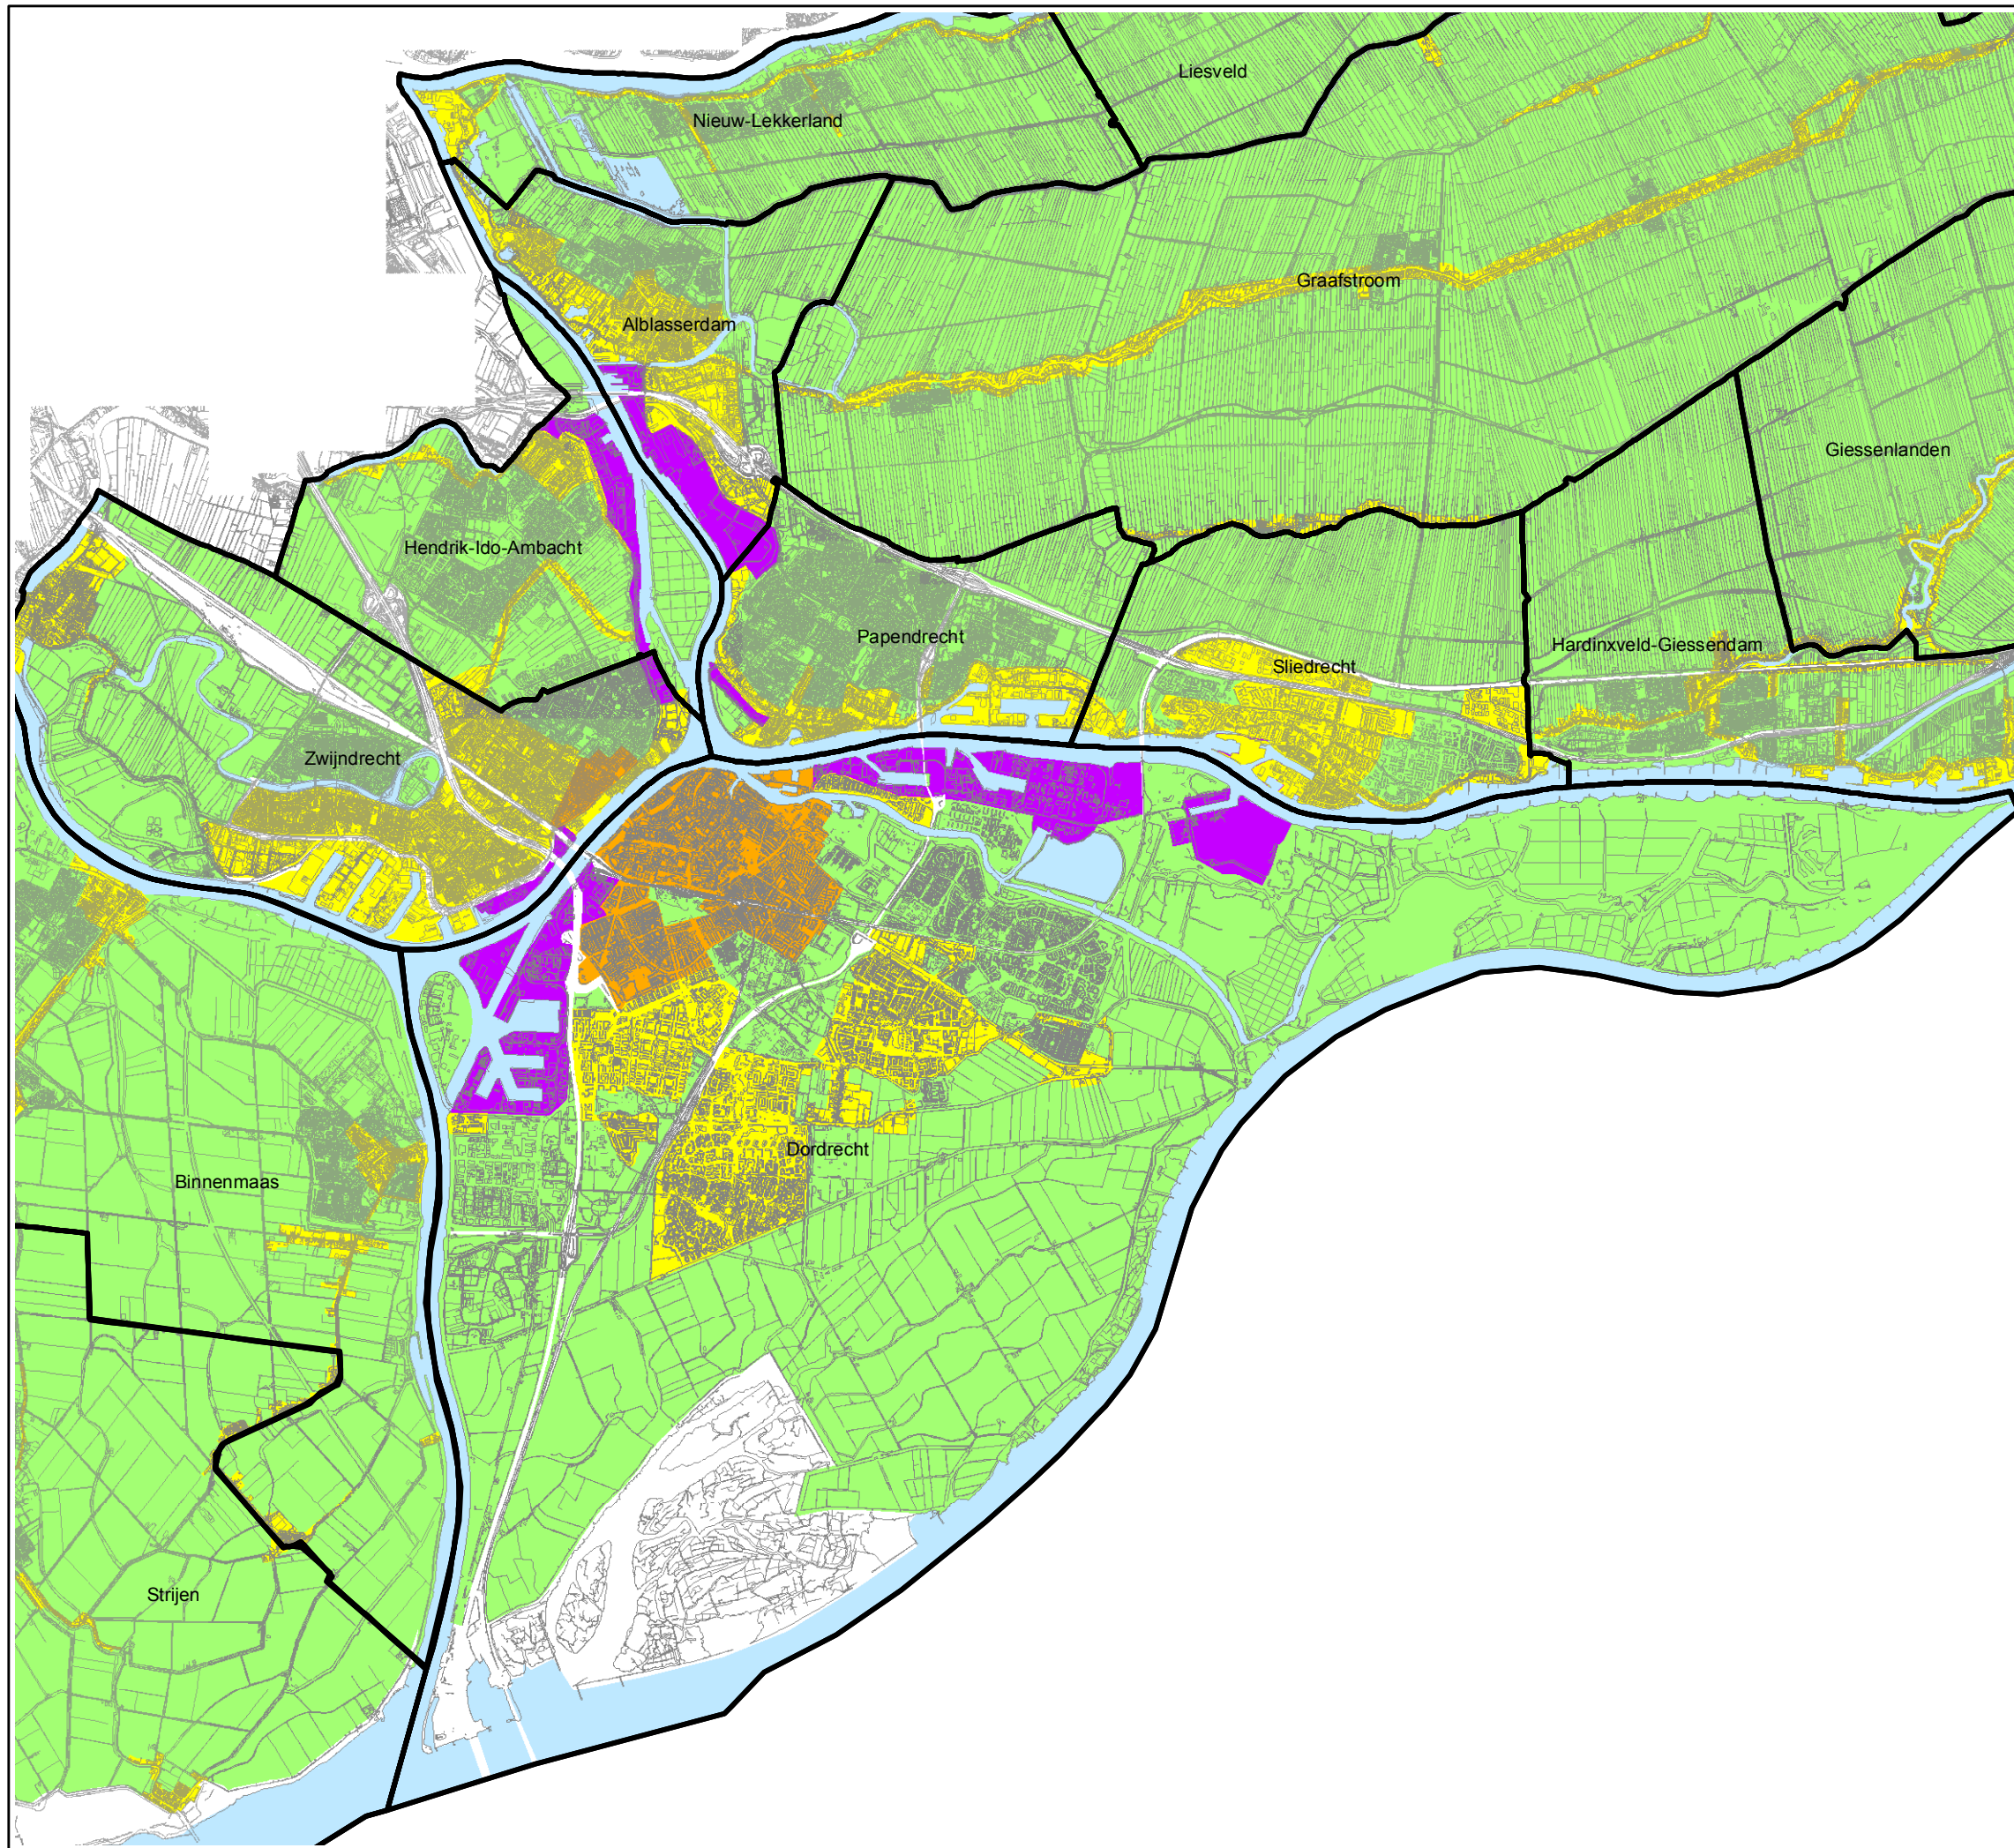 Liesveld
Nieuw-Lekkerland
Graafstroom
Alblasserdam
Giessenlanden
Hendrik-Ido-Ambacht
Papendrecht
Hardinxveld-Giessendam
Sliedrecht
Zwijndrecht
Dordrecht
Binnenmaas
Strijen